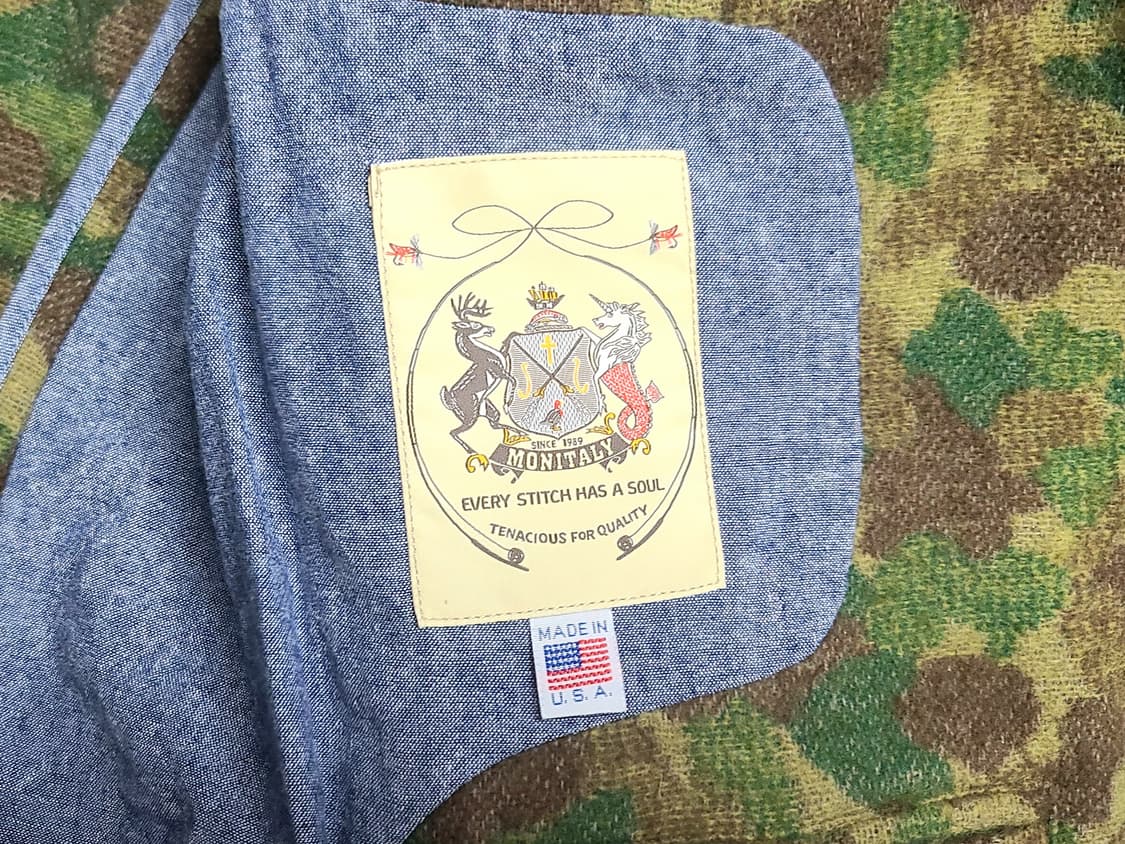 SINCE 1989
MONITALY
EVERY STITCH HAS A SOUL
TENACIOUS FOR QUALITY
MADE IN
U.S.A.